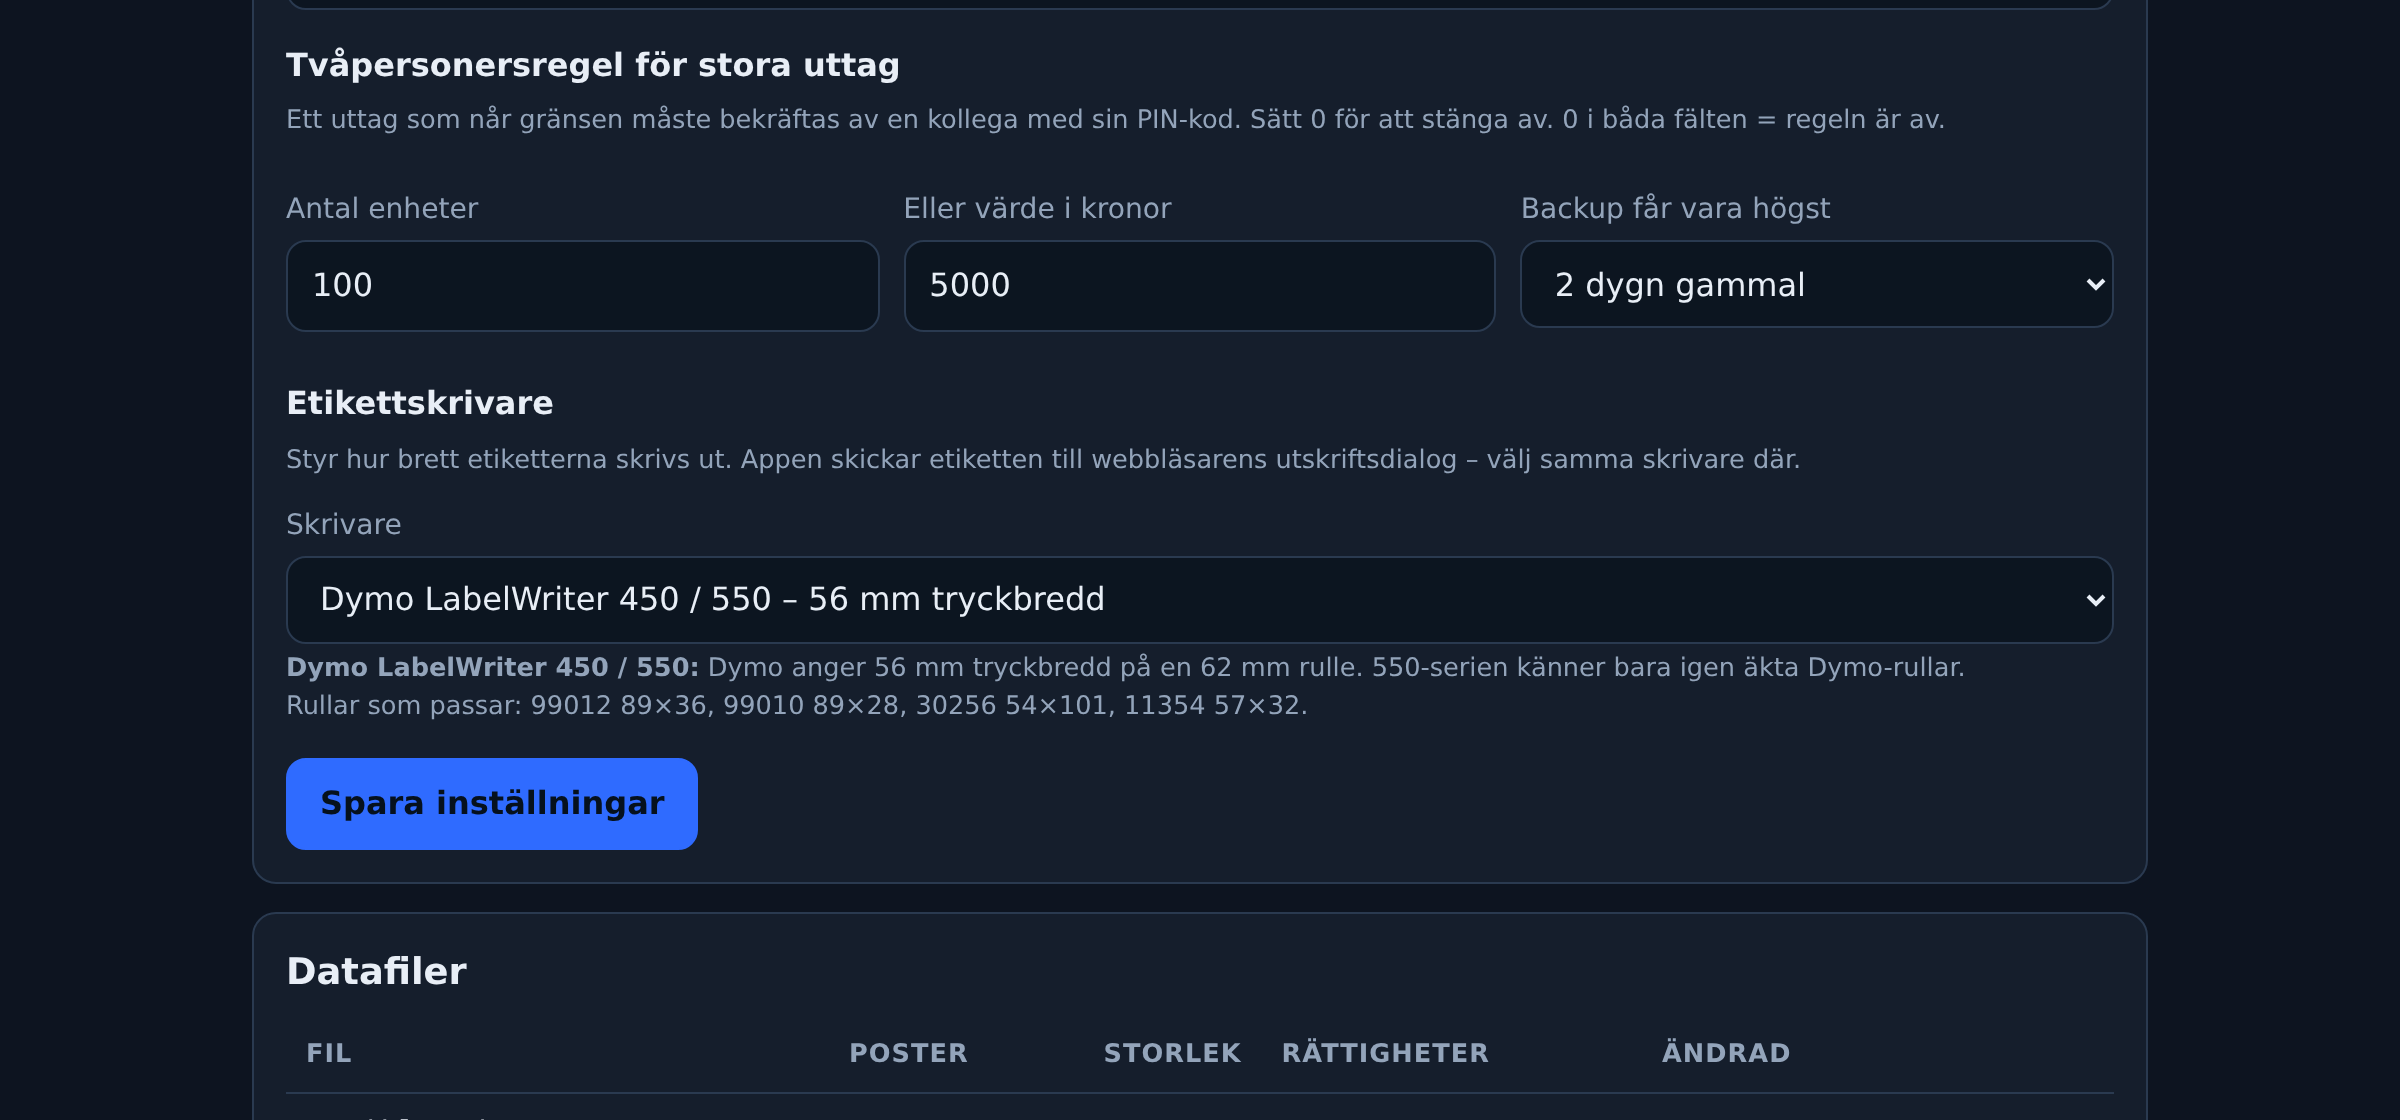 Tvåpersonersregel för stora uttag
Ett uttag som når gränsen måste bekräftas av en kollega med sin PIN-kod. Sätt 0 för att stänga av. 0 i båda fälten = regeln är av.
Antal enheter
Eller värde i kronor
Backup får vara högst
100
5000
2 dygn gammal
Etikettskrivare
Styr hur brett etiketterna skrivs ut. Appen skickar etiketten till webbläsarens utskriftsdialog – välj samma skrivare där.
Skrivare
Dymo LabelWriter 450 / 550 – 56 mm tryckbredd
Dymo LabelWriter 450 / 550: Dymo anger 56 mm tryckbredd på en 62 mm rulle. 550-serien känner bara igen äkta Dymo-rullar.
Rullar som passar: 99012 89×36, 99010 89×28, 30256 54×101, 11354 57×32.
Spara inställningar
Datafiler
FIL POSTER STORLEK RÄTTIGHETER ÄNDRAD